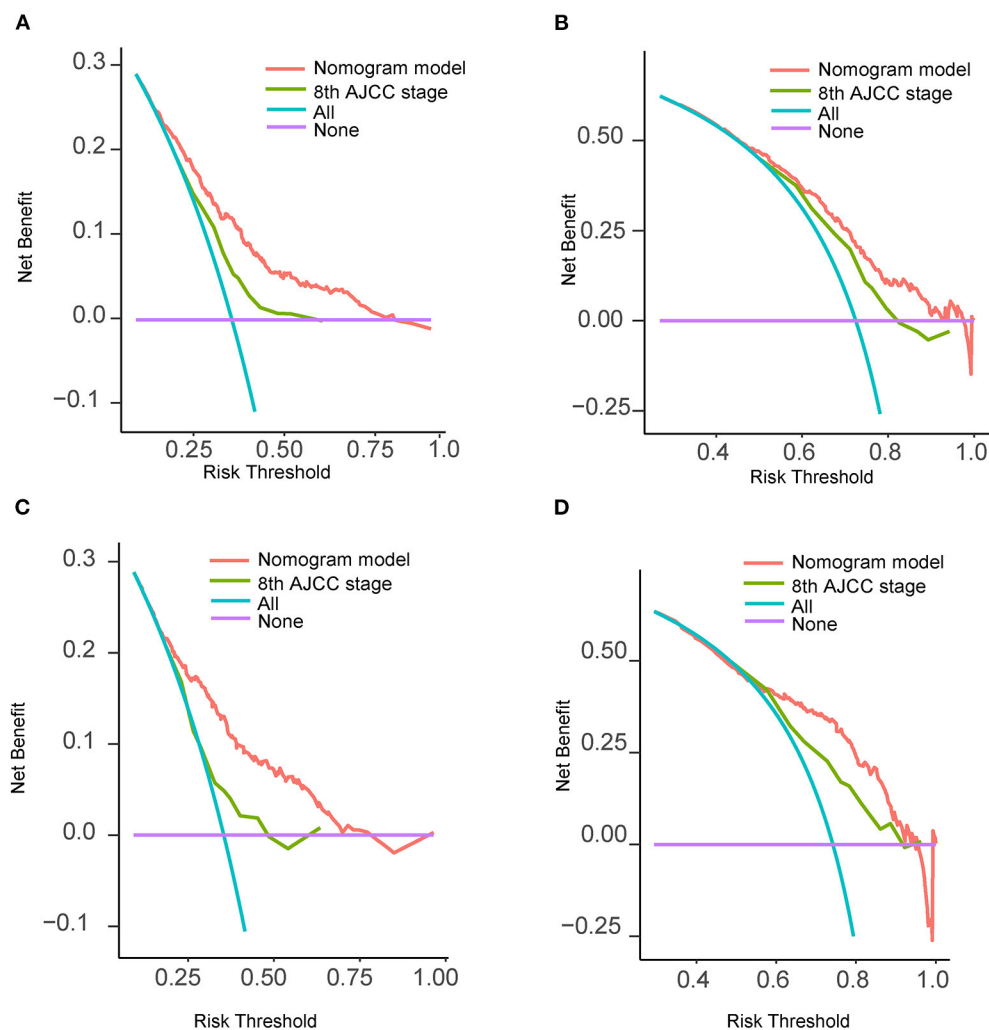 A
0.3
0.2
0.1
0.0
−0.1
Net Benefit
Nomogram model
8th AJCC stage
All
None
0.25
0.50
0.75
1.0
Risk Threshold
B
0.50
0.25
0.00
−0.25
Net Benefit
Nomogram model
8th AJCC stage
All
None
0.4
0.6
0.8
1.0
Risk Threshold
C
0.3
0.2
0.1
0.0
−0.1
Net Benefit
Nomogram model
8th AJCC stage
All
None
0.25
0.50
0.75
1.00
Risk Threshold
D
0.50
0.25
0.00
−0.25
Net Benefit
Nomogram model
8th AJCC stage
All
None
0.4
0.6
0.8
1.0
Risk Threshold